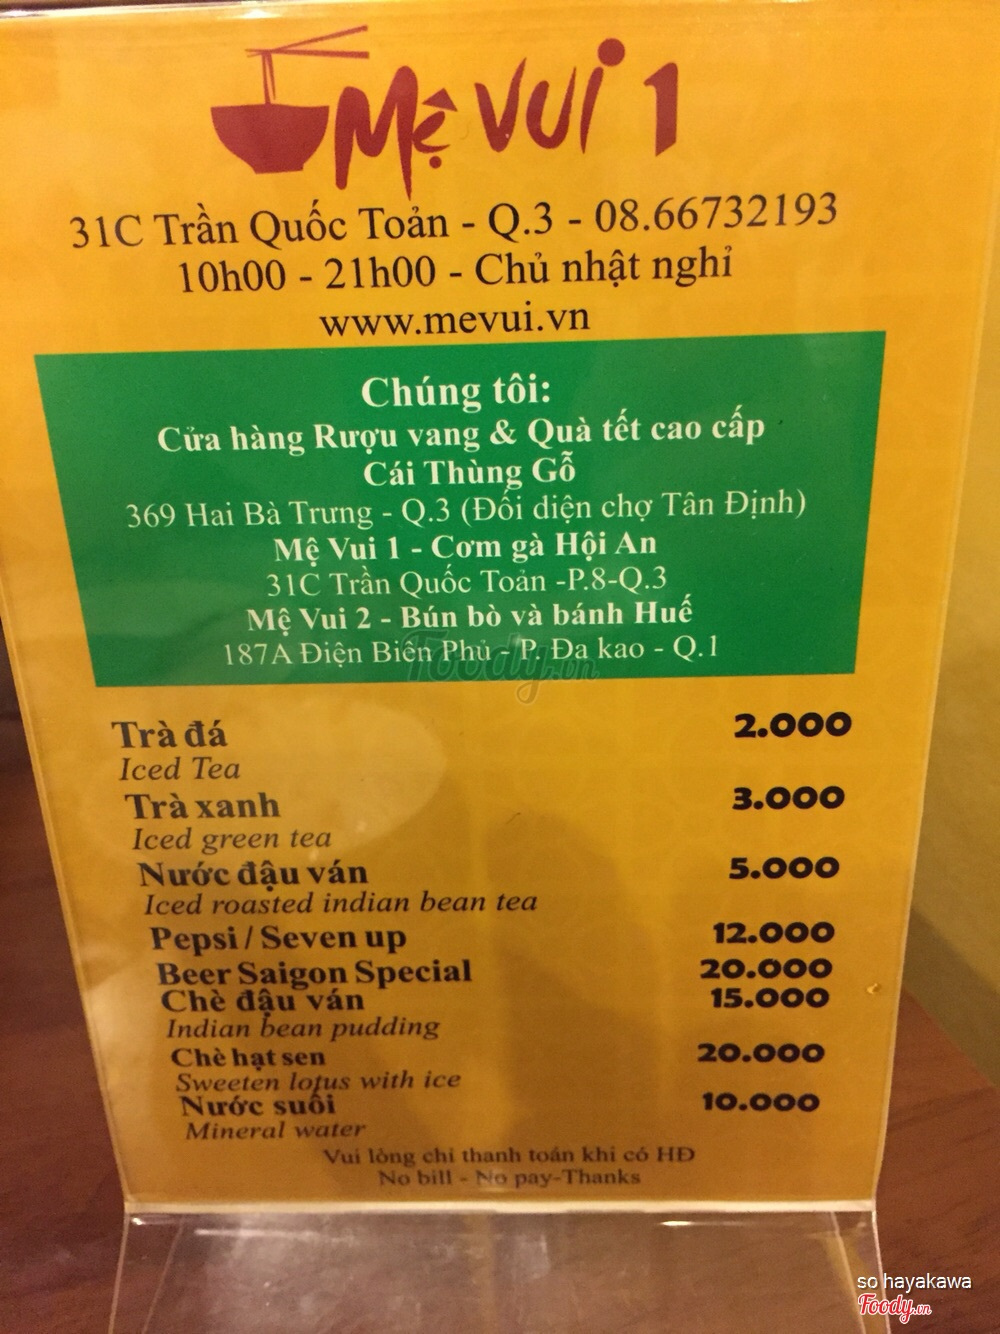 Mệ VUI 1
31C Trần Quốc Toản - Q.3 - 08.66732193
10h00 - 21h00 - Chủ nhật nghỉ
www.mevui.vn
Chúng tôi:
Cửa hàng Rượu vang & Quà tết cao cấp
Cái Thùng Gỗ
369 Hai Bà Trưng - Q.3 (Đối diện chợ Tân Định)
Mệ Vui 1 - Cơm gà Hội An
31C Trần Quốc Toản -P.8-Q.3
Mệ Vui 2 - Bún bò và bánh Huế
187A Điện Biên Phủ - P. Đa kao - Q.1
Foody.vn
Trà đá 2.000
Iced Tea
Trà xanh 3.000
Iced green tea
Nước đậu ván 5.000
Iced roasted indian bean tea
Pepsi / Seven up 12.000
Beer Saigon Special 20.000
Chè đậu ván 15.000
Indian bean pudding
Chè hạt sen 20.000
Sweeten lotus with ice
Nước suối 10.000
Mineral water
Vui lòng chỉ thanh toán khi có HĐ
No bill - No pay-Thanks
so hayakawa
Foody.vn